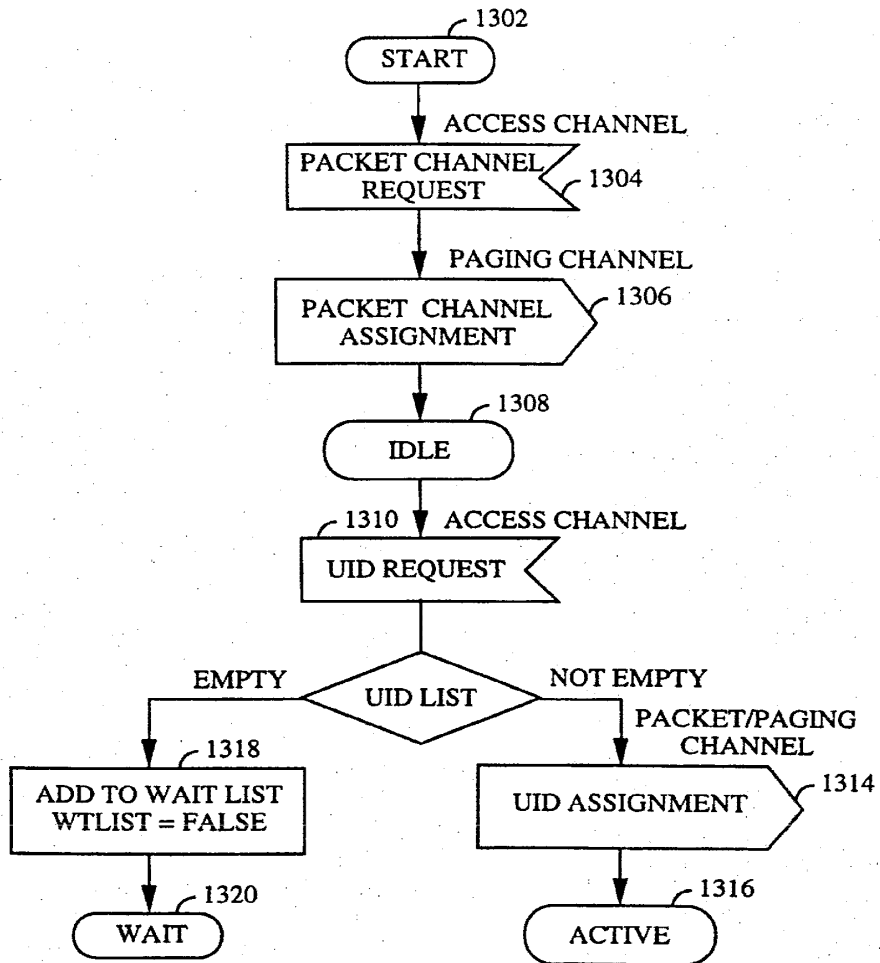 1302
START
ACCESS CHANNEL
PACKET CHANNEL
REQUEST
1304
PAGING CHANNEL
PACKET CHANNEL
ASSIGNMENT
1306
1308
IDLE
1310
ACCESS CHANNEL
UID REQUEST
EMPTY
UID LIST
NOT EMPTY
PACKET/PAGING
CHANNEL
1318
ADD TO WAIT LIST
WTLIST = FALSE
UID ASSIGNMENT
1314
1320
WAIT
1316
ACTIVE